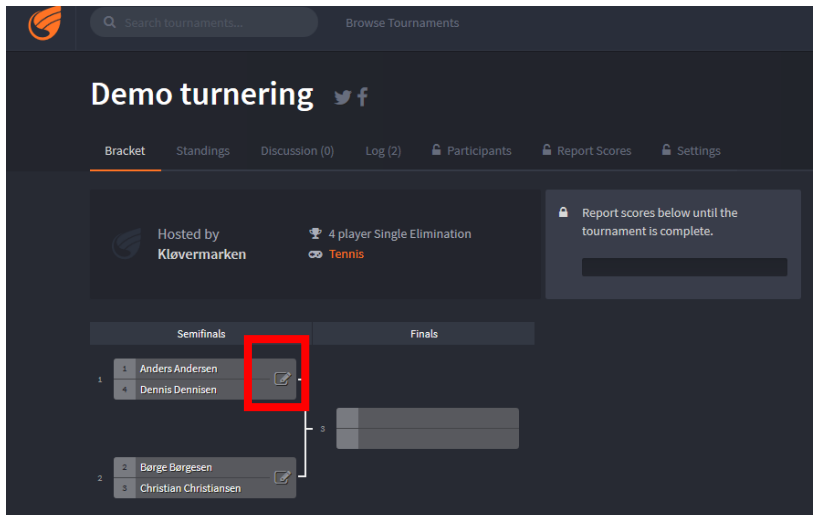 Search tournaments... Browse Tournaments
Demo turnering
Bracket Standings Discussion (0) Log (2) Participants Report Scores Settings
Hosted by
Kløvermarken
4 player Single Elimination
Tennis
Report scores below until the
tournament is complete.
Semifinals Finals
1
1 Anders Andersen
4 Dennis Dennisen
3
2
2 Børge Børgesen
3 Christian Christiansen